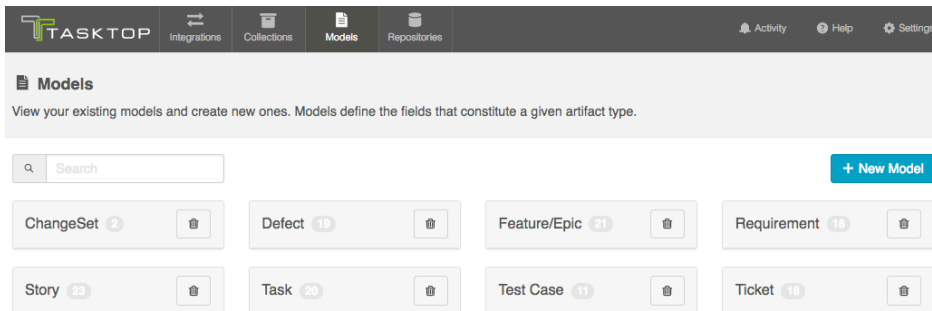 TASKTOP Integrations Collections Models Repositories Activity Help Settings
Models
View your existing models and create new ones. Models define the fields that constitute a given artifact type.
Search + New Model
ChangeSet 2 Defect 19 Feature/Epic 21 Requirement 18
Story 23 Task 20 Test Case 11 Ticket 16